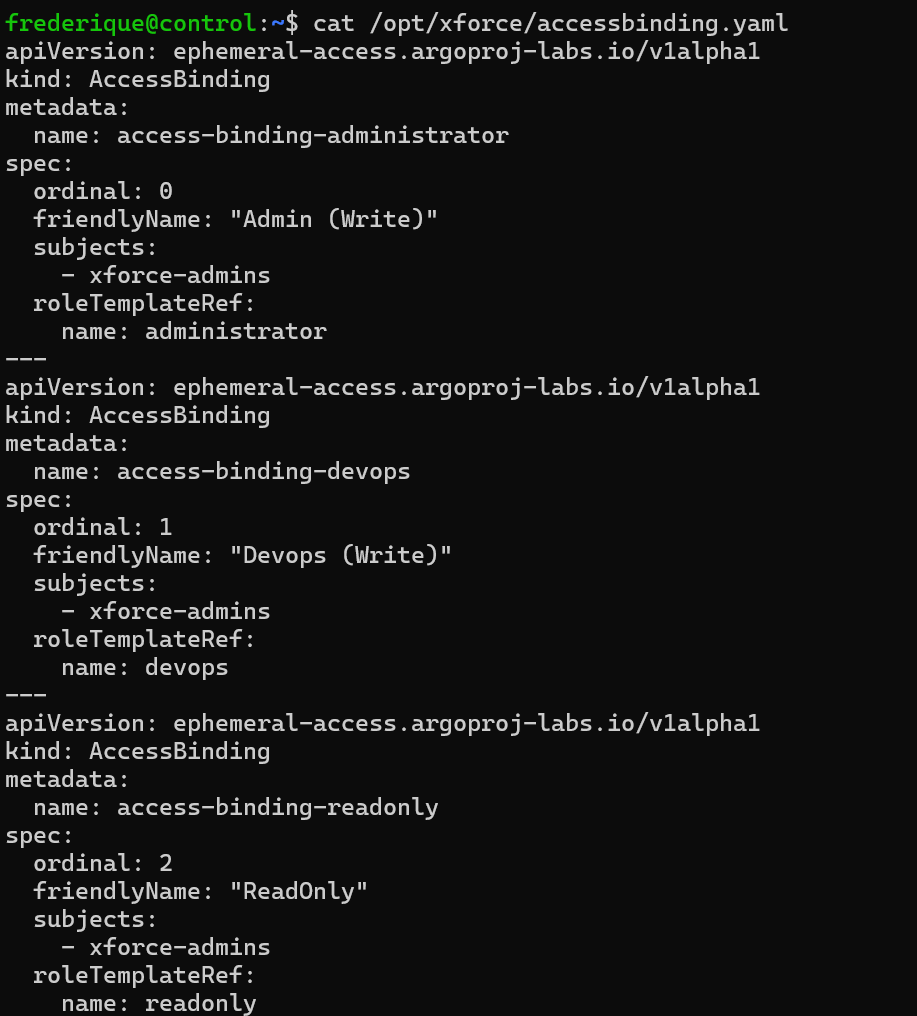 frederique@control:~$ cat /opt/xforce/accessbinding.yaml
apiVersion: ephemeral-access.argoproj-labs.io/v1alpha1
kind: AccessBinding
metadata:
  name: access-binding-administrator
spec:
  ordinal: 0
  friendlyName: "Admin (Write)"
  subjects:
    - xforce-admins
  roleTemplateRef:
    name: administrator
---
apiVersion: ephemeral-access.argoproj-labs.io/v1alpha1
kind: AccessBinding
metadata:
  name: access-binding-devops
spec:
  ordinal: 1
  friendlyName: "Devops (Write)"
  subjects:
    - xforce-admins
  roleTemplateRef:
    name: devops
---
apiVersion: ephemeral-access.argoproj-labs.io/v1alpha1
kind: AccessBinding
metadata:
  name: access-binding-readonly
spec:
  ordinal: 2
  friendlyName: "ReadOnly"
  subjects:
    - xforce-admins
  roleTemplateRef:
    name: readonly